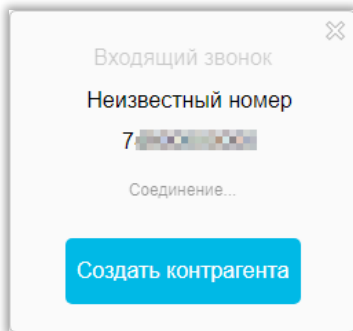 Входящий звонок
Неизвестный номер
7
Соединение...
Создать контрагента